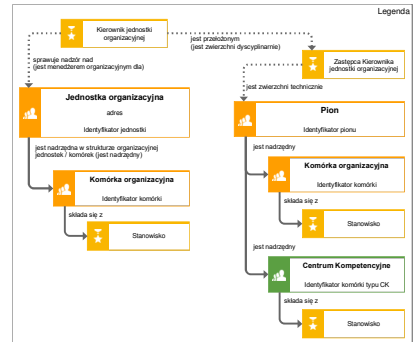 Legenda
Kierownik jednostki
organizacyjnej
jest przełożonym
(jest zwierzchni dyscyplinarnie)
sprawuje nadzór nad
(jest menedżerem organizacyjnym dla)
Zastępca Kierownika
jednostki organizacyjnej
jest zwierzchni technicznie
Jednostka organizacyjna
adres
Identyfikator jednostki
Pion
Identyfikator pionu
jest nadrzędna w strukturze organizacyjnej
jednostek / komórek (jest nadrzędny)
jest nadrzędny
Komórka organizacyjna
Identyfikator komórki
Komórka organizacyjna
Identyfikator komórki
składa się z
Stanowisko
składa się z
Stanowisko
jest nadrzędny
Centrum Kompetencyjne
Identyfikator komórki typu CK
składa się z
Stanowisko